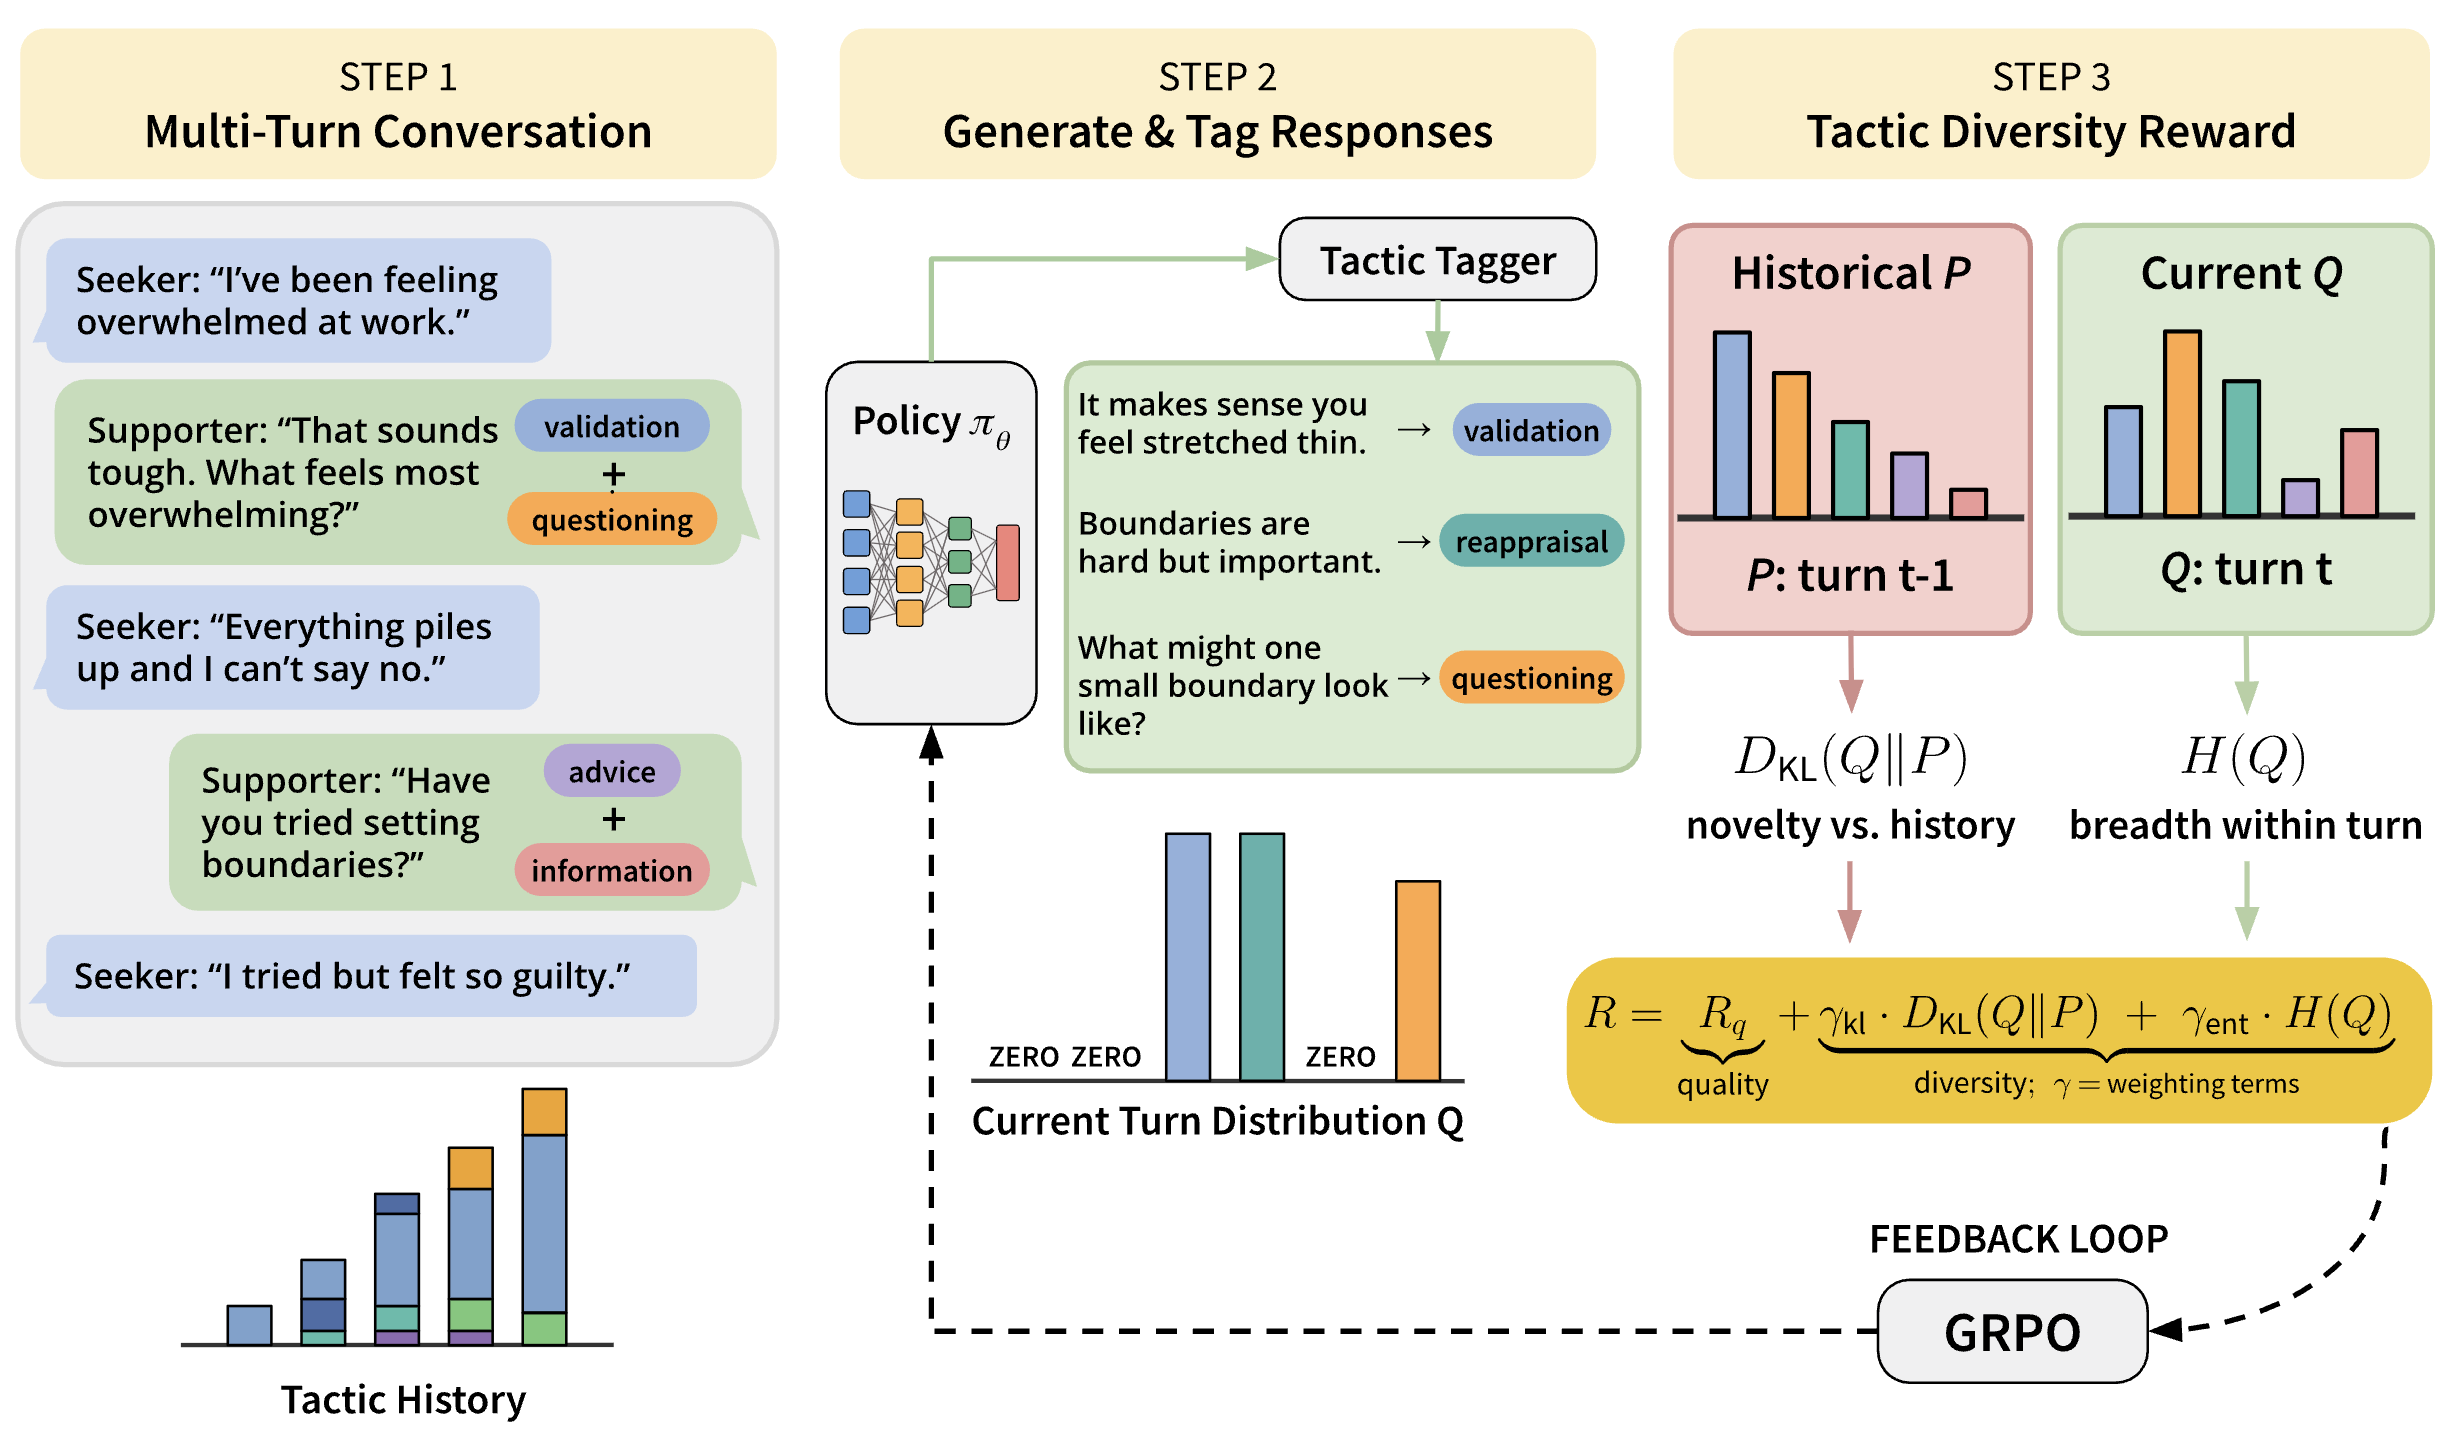 STEP 1
Multi-Turn Conversation
Seeker: “I’ve been feeling
overwhelmed at work.”
Supporter: “That sounds
tough. What feels most
overwhelming?”
validation
+
questioning
Seeker: “Everything piles
up and I can’t say no.”
Supporter: “Have
you tried setting
boundaries?”
advice
+
information
Seeker: “I tried but felt so guilty.”
Tactic History
STEP 2
Generate & Tag Responses
Tactic Tagger
Policy π_θ
It makes sense you
feel stretched thin.
→ validation
Boundaries are
hard but important.
→ reappraisal
What might one
small boundary look
like?
→ questioning
ZERO ZERO ZERO
Current Turn Distribution Q
STEP 3
Tactic Diversity Reward
Historical P
P: turn t-1
Current Q
Q: turn t
D_KL(Q‖P)
novelty vs. history
H(Q)
breadth within turn
R = R_q + γ_kl · D_KL(Q‖P) + γ_ent · H(Q)
quality
diversity; γ = weighting terms
FEEDBACK LOOP
GRPO